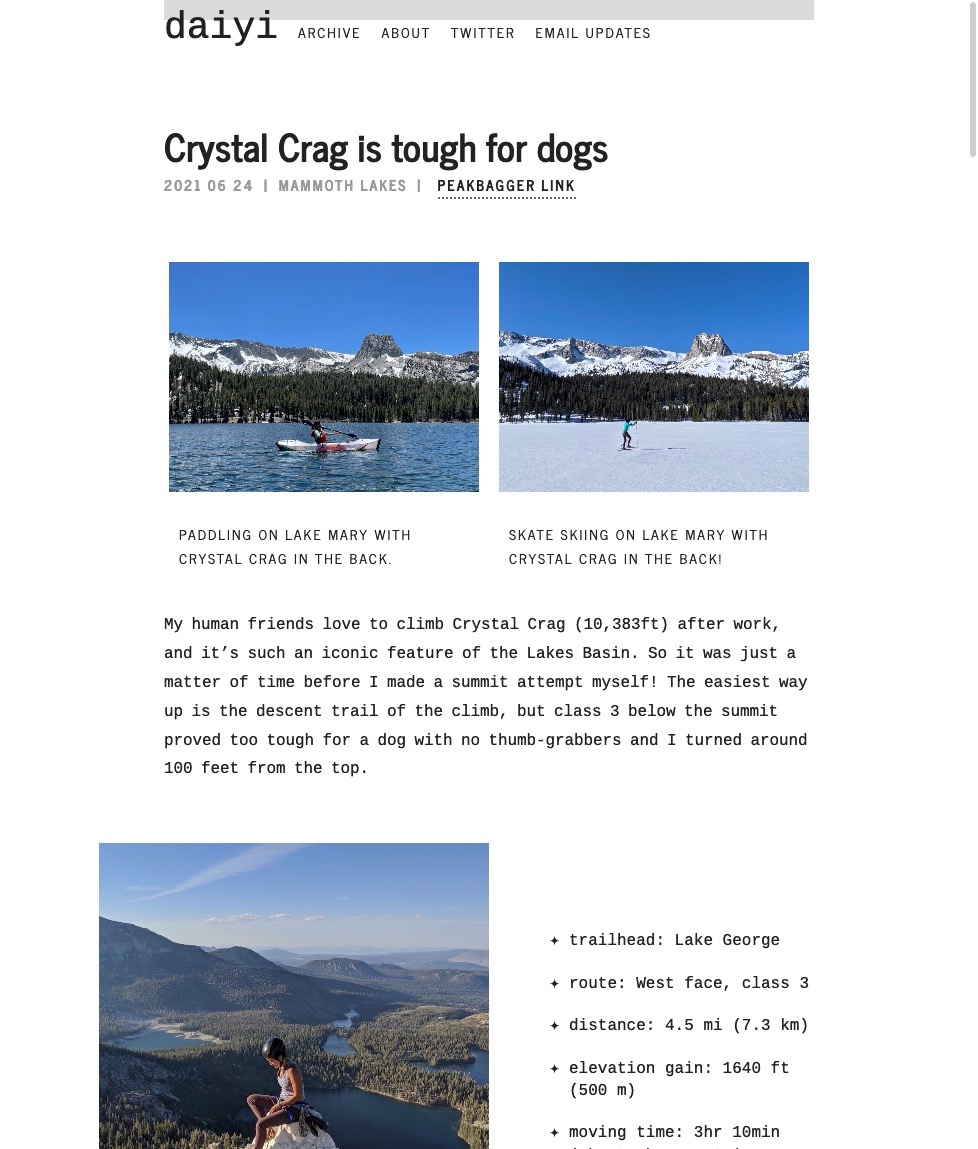 daiyi ARCHIVE ABOUT TWITTER EMAIL UPDATES
Crystal Crag is tough for dogs
2021 06 24 | MAMMOTH LAKES | PEAKBAGGER LINK
PADDLING ON LAKE MARY WITH
CRYSTAL CRAG IN THE BACK.
SKATE SKIING ON LAKE MARY WITH
CRYSTAL CRAG IN THE BACK!
My human friends love to climb Crystal Crag (10,383ft) after work,
and it’s such an iconic feature of the Lakes Basin. So it was just a
matter of time before I made a summit attempt myself! The easiest way
up is the descent trail of the climb, but class 3 below the summit
proved too tough for a dog with no thumb-grabbers and I turned around
100 feet from the top.
✦ trailhead: Lake George
✦ route: West face, class 3
✦ distance: 4.5 mi (7.3 km)
✦ elevation gain: 1640 ft
(500 m)
✦ moving time: 3hr 10min